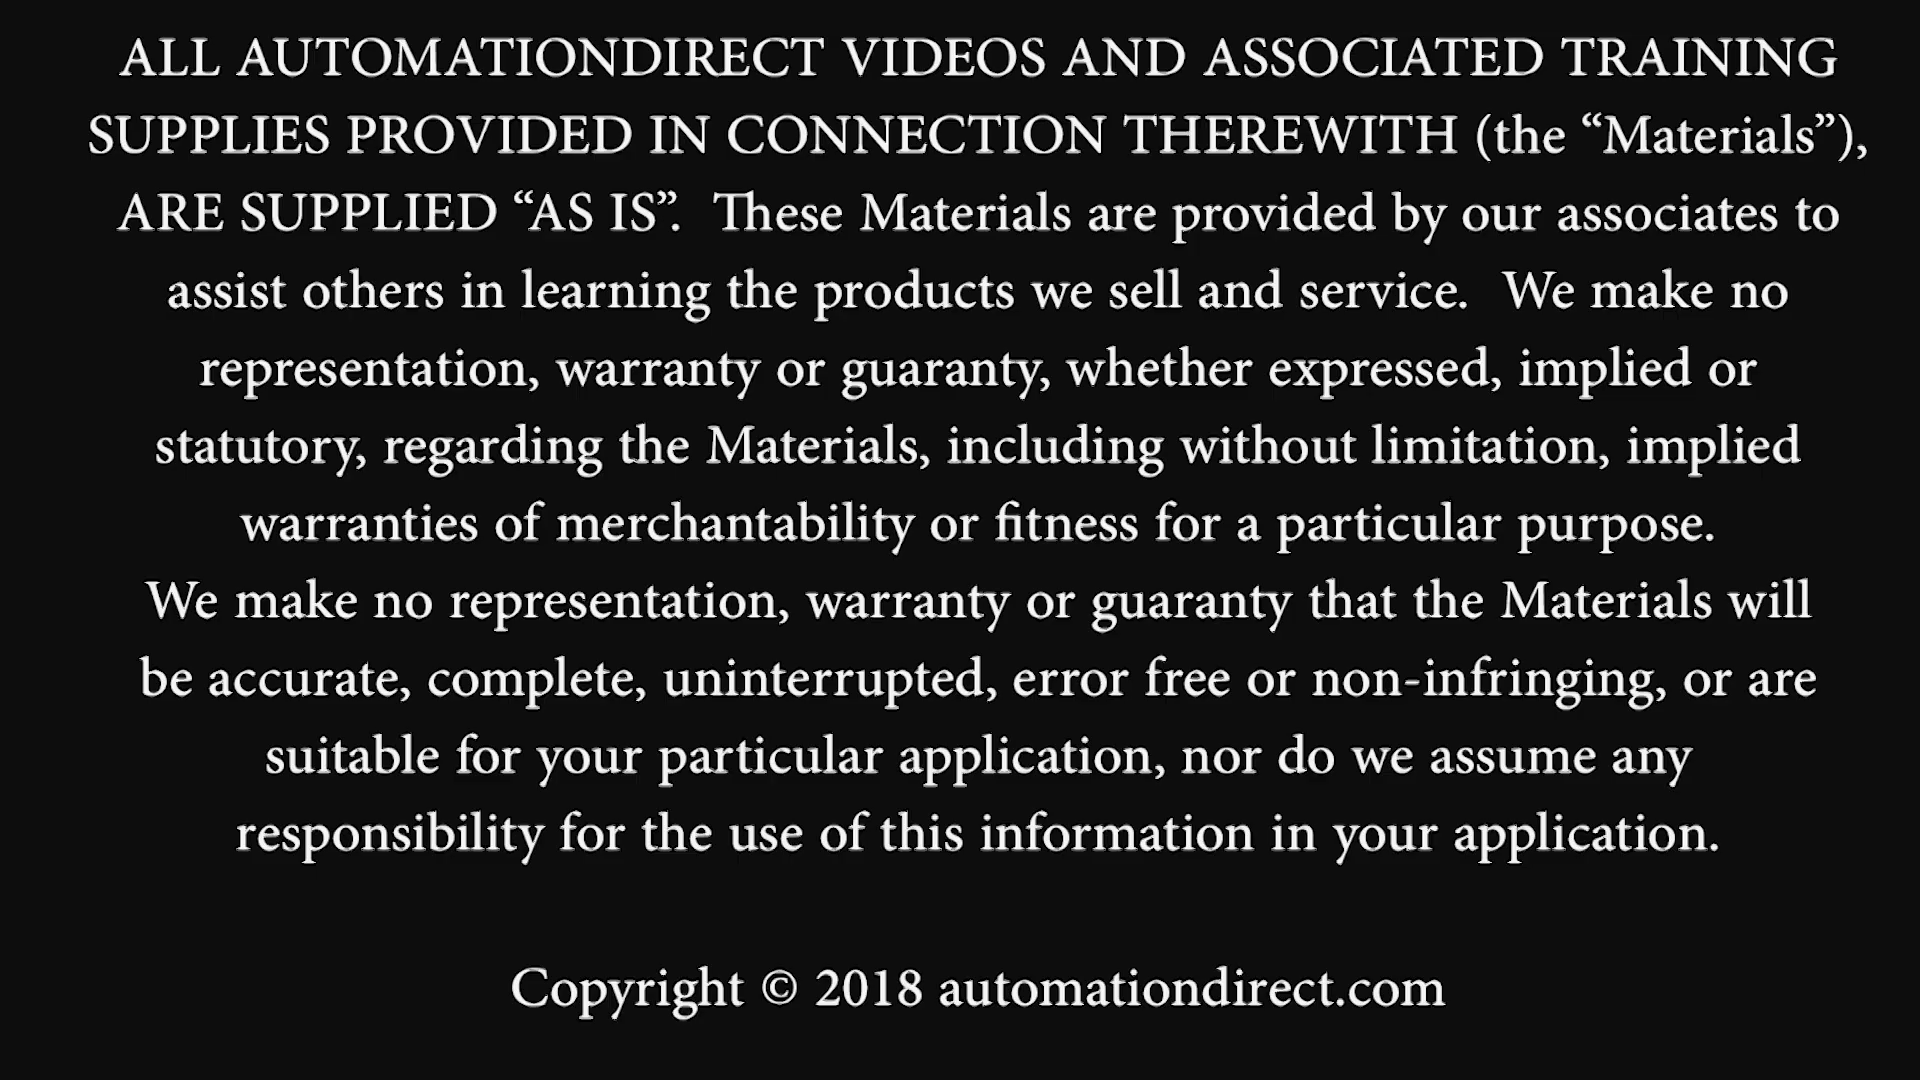 ALL AUTOMATIONDIRECT VIDEOS AND ASSOCIATED TRAINING
SUPPLIES PROVIDED IN CONNECTION THEREWITH (the “Materials”),
ARE SUPPLIED “AS IS”.  These Materials are provided by our associates to
assist others in learning the products we sell and service.  We make no
representation, warranty or guaranty, whether expressed, implied or
statutory, regarding the Materials, including without limitation, implied
warranties of merchantability or fitness for a particular purpose.
We make no representation, warranty or guaranty that the Materials will
be accurate, complete, uninterrupted, error free or non-infringing, or are
suitable for your particular application, nor do we assume any
responsibility for the use of this information in your application.
Copyright © 2018 automationdirect.com